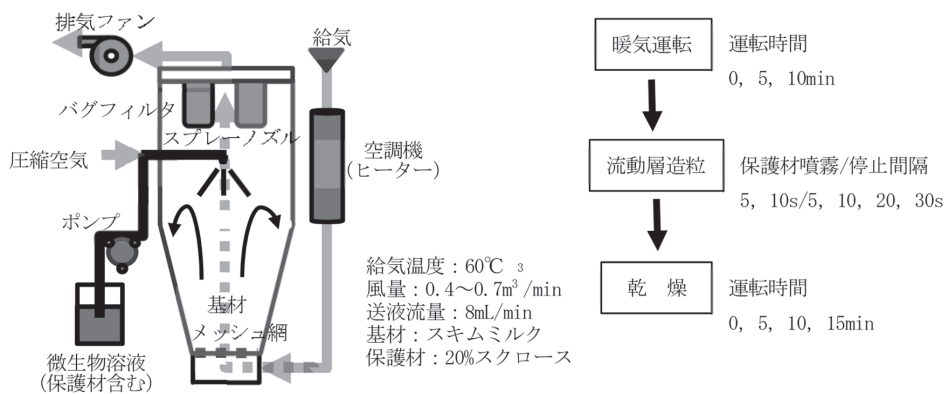 排気ファン
給気
バグフィルタ
スプレーノズル
圧縮空気
空調機
(ヒーター)
ポンプ
基材
メッシュ網
微生物溶液
(保護材含む)
給気温度：60℃ 3
風量：0.4～0.7m³/min
送液流量：8mL/min
基材：スキムミルク
保護材：20%スクロース
暖気運転
運転時間
0, 5, 10min
流動層造粒
保護材噴霧/停止間隔
5, 10s/5, 10, 20, 30s
乾 燥
運転時間
0, 5, 10, 15min